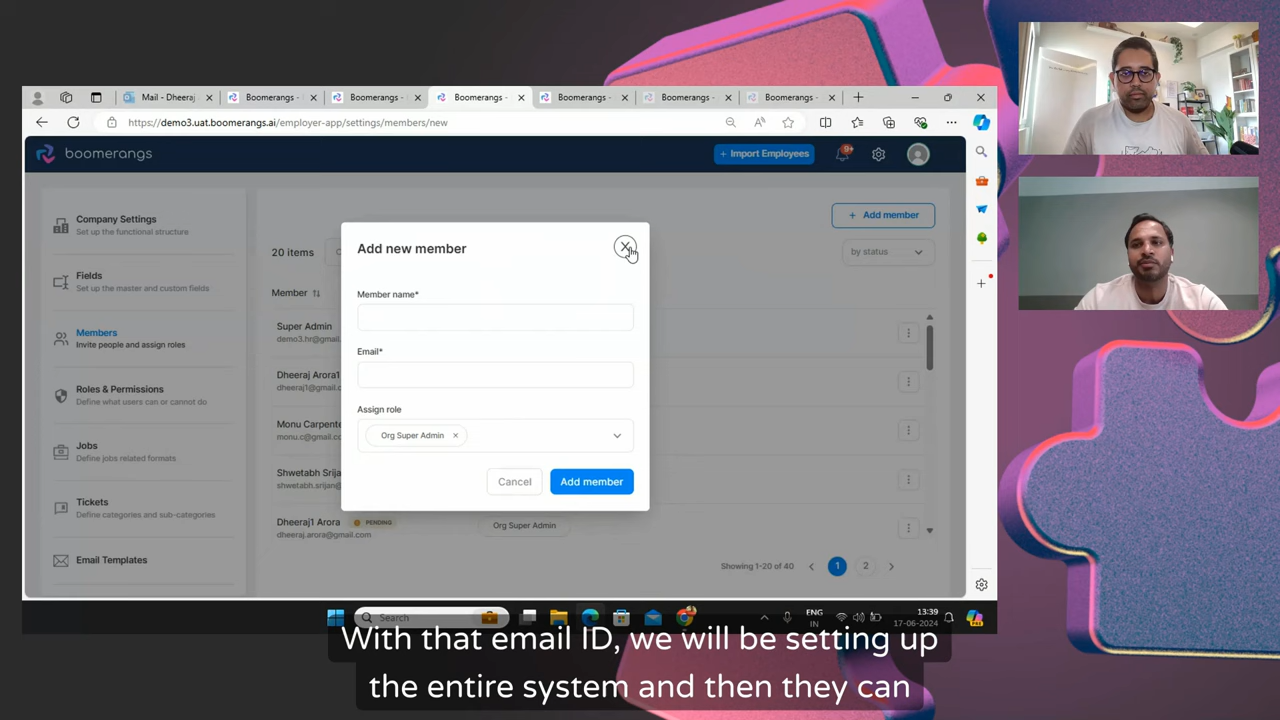 Mail - Dheeraj
Boomerangs -
Boomerangs -
Boomerangs -
Boomerangs -
Boomerangs -
Boomerangs -
https://demo3.uat.boomerangs.ai/employer-app/settings/members/new
boomerangs
+ Import Employees
9+
Company Settings
Set up the functional structure
Fields
Set up the master and custom fields
Members
Invite people and assign roles
Roles & Permissions
Define what users can or cannot do
Jobs
Define jobs related formats
Tickets
Define categories and sub-categories
Email Templates
+ Add member
20 items
by status
Member
Super Admin
demo3.hr@gmail.
Dheeraj Arora1
dheeraj1@gmail.c
Monu Carpente
monu.c@gmail.cc
Shwetabh Srija
shwetabh.srijan@
Dheeraj1 Arora
PENDING
dheeraj.arora@gmail.com
Org Super Admin
Showing 1-20 of 40
1
2
Add new member
Member name*
Email*
Assign role
Org Super Admin
Cancel
Add member
Search
ENG
IN
13:39
17-06-2024
With that email ID, we will be setting up
the entire system and then they can